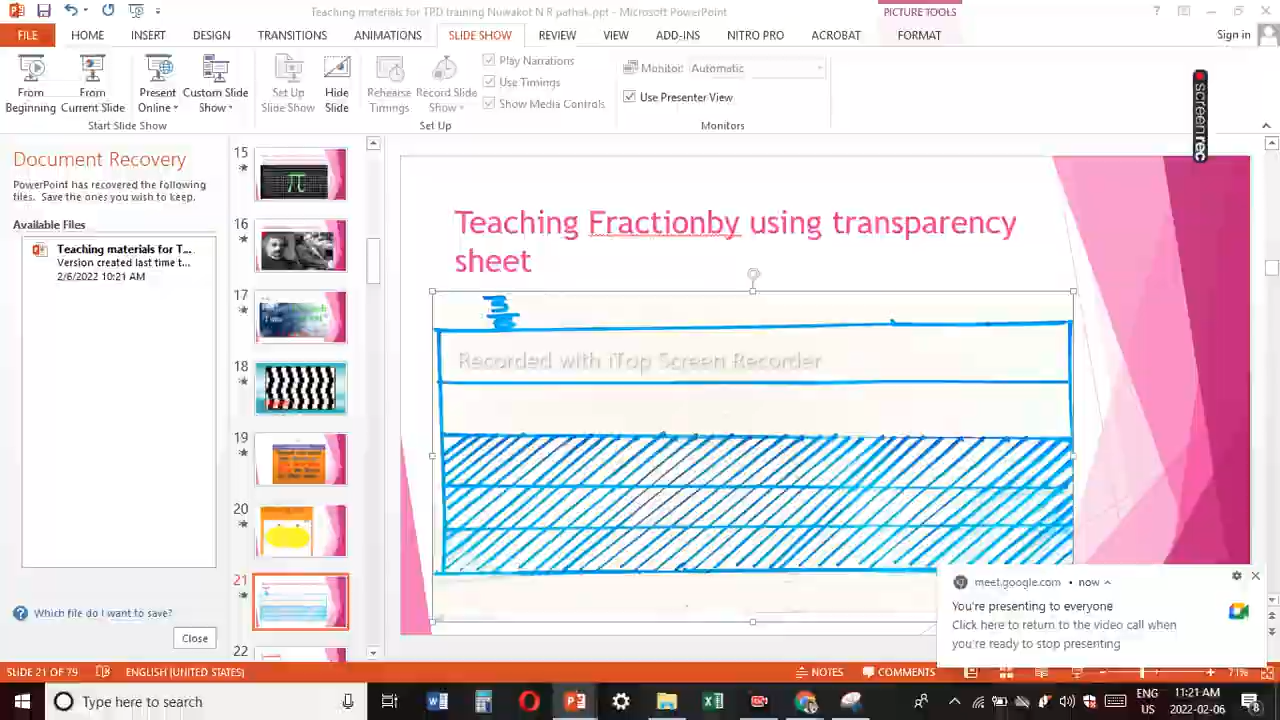 Teaching materials for TPD training Nuwakot N R pathak.ppt - Microsoft PowerPoint
PICTURE TOOLS
FILE HOME INSERT DESIGN TRANSITIONS ANIMATIONS SLIDE SHOW REVIEW VIEW ADD-INS NITRO PRO ACROBAT FORMAT Sign in
From Beginning
From Current Slide
Present Online
Custom Slide Show
Start Slide Show
Set Up Slide Show
Hide Slide
Rehearse Timings
Record Slide Show
Play Narrations
Use Timings
Show Media Controls
Set Up
Monitor: Automatic
Use Presenter View
Monitors
screenrec
Document Recovery
PowerPoint has recovered the following
files. Save the ones you wish to keep.
Available Files
Teaching materials for T...
Version created last time t...
2/6/2022 10:21 AM
Which file do I want to save?
Close
15
π
16
17
18
19
20
21
22
Teaching Fractionby using transparency
sheet
Recorded with iTop Screen Recorder
meet.google.com • now
You're presenting to everyone
Click here to return to the video call when
you're ready to stop presenting
SLIDE 21 OF 79 ENGLISH (UNITED STATES) NOTES COMMENTS 71%
Type here to search
ENG
US
11:21 AM
2022-02-06
8